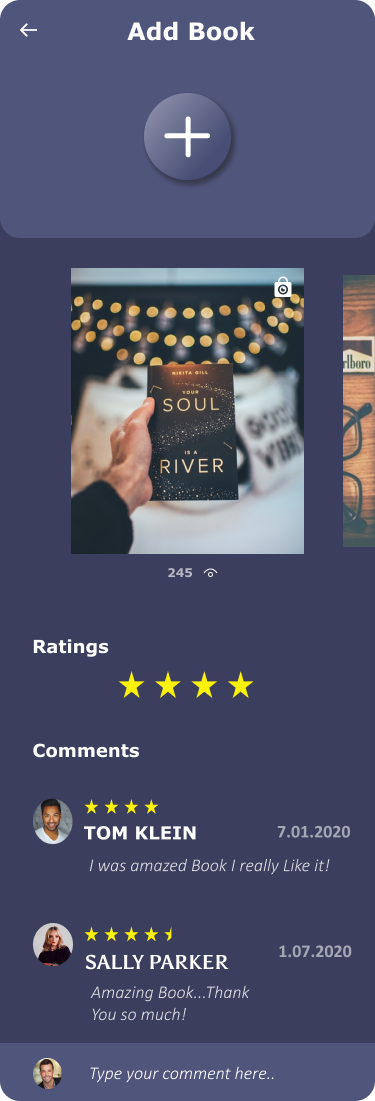 Add Book
NIKITA GILL
YOUR
SOUL
IS A
RIVER
245
Ratings
Comments
TOM KLEIN
7.01.2020
I was amazed Book I really Like it!
SALLY PARKER
1.07.2020
Amazing Book...Thank
You so much!
Type your comment here..